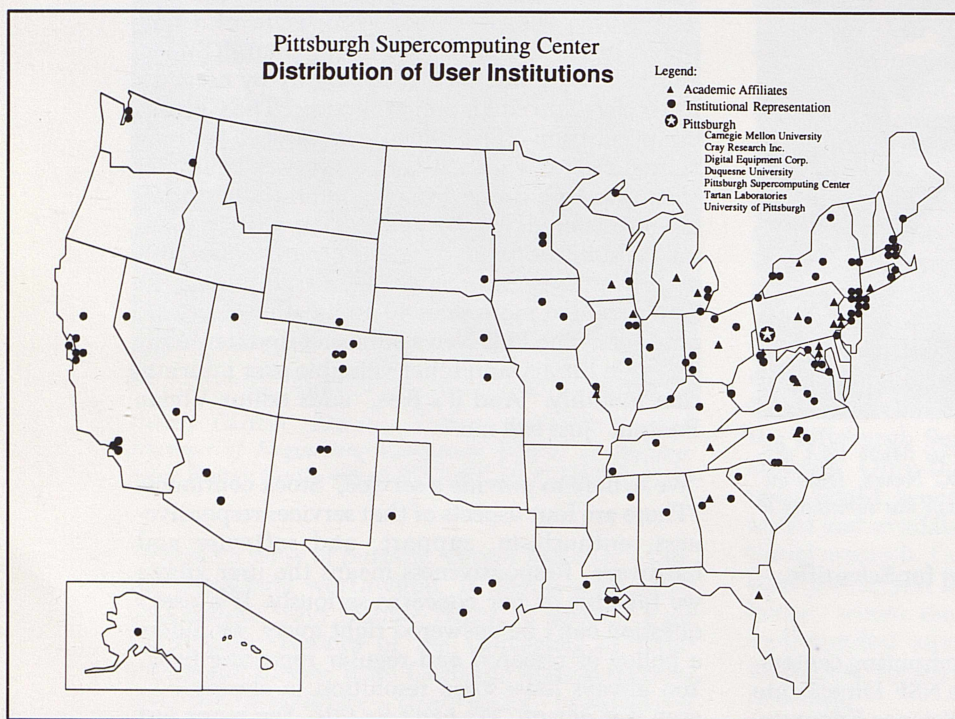 Pittsburgh Supercomputing Center
Distribution of User Institutions
Legend:
▲ Academic Affiliates
● Institutional Representation
✪ Pittsburgh
Carnegie Mellon University
Cray Research Inc.
Digital Equipment Corp.
Duquesne University
Pittsburgh Supercomputing Center
Tartan Laboratories
University of Pittsburgh